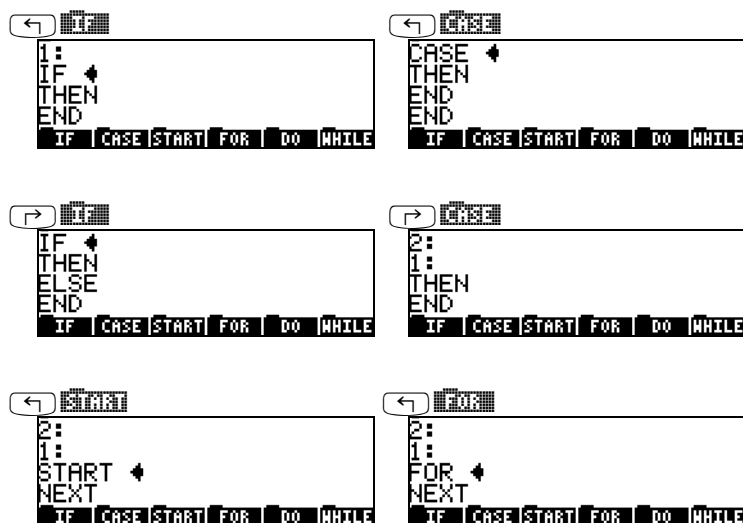 IF
1:
IF
THEN
END
IF CASE START FOR DO WHILE
CASE
CASE
THEN
END
END
IF CASE START FOR DO WHILE
IF
IF
THEN
ELSE
END
IF CASE START FOR DO WHILE
CASE
2:
1:
THEN
END
IF CASE START FOR DO WHILE
START
2:
1:
START
NEXT
IF CASE START FOR DO WHILE
FOR
2:
1:
FOR
NEXT
IF CASE START FOR DO WHILE